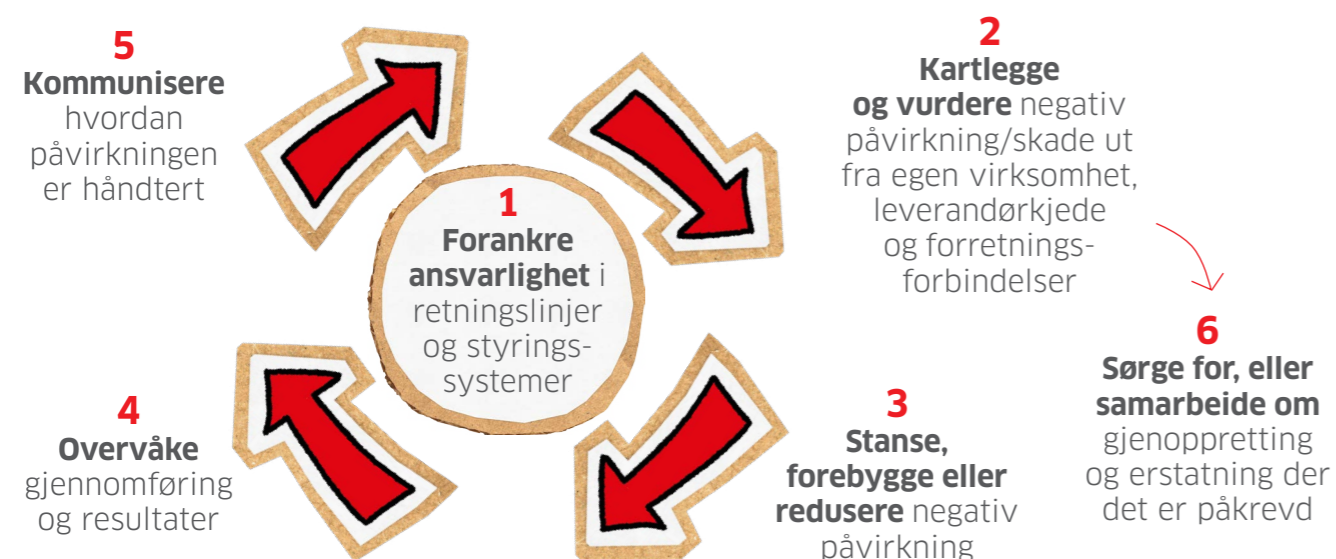 5
Kommunisere
hvordan
påvirkningen
er håndtert
1
Forankre
ansvarlighet i
retningslinjer
og styrings-
systemer
2
Kartlegge
og vurdere negativ
påvirkning/skade ut
fra egen virksomhet,
leverandørkjede
og forretnings-
forbindelser
4
Overvåke
gjennomføring
og resultater
3
Stanse,
forebygge eller
redusere negativ
påvirkning
6
Sørge for, eller
samarbeide om
gjenoppretting
og erstatning der
det er påkrevd